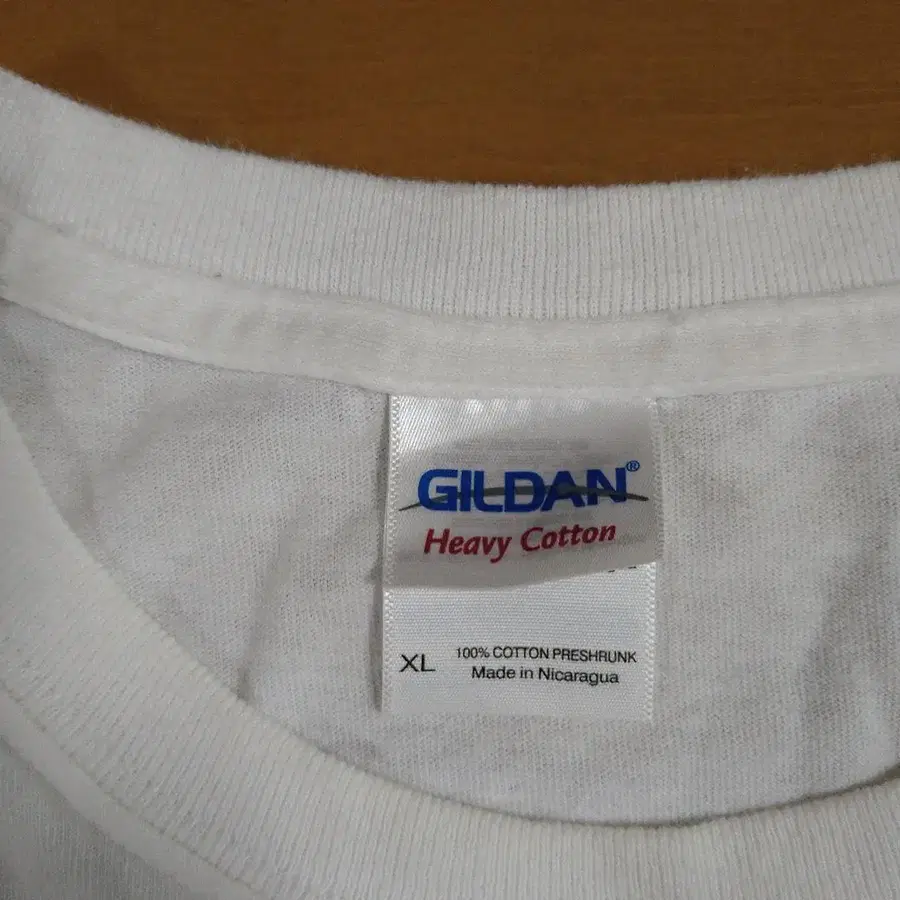 GILDAN®
Heavy Cotton
XL
100% COTTON PRESHRUNK
Made in Nicaragua